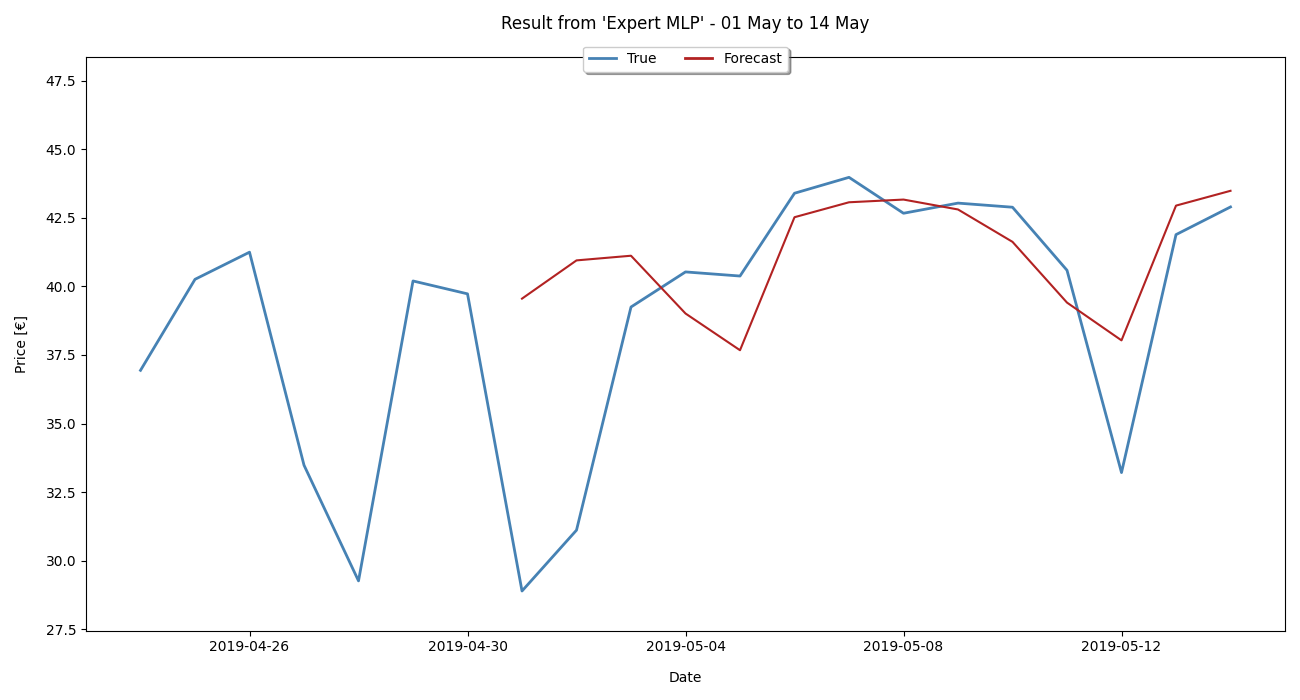 Result from 'Expert MLP' - 01 May to 14 May
True Forecast
47.5
45.0
42.5
40.0
37.5
35.0
32.5
30.0
27.5
Price [€]
2019-04-26 2019-04-30 2019-05-04 2019-05-08 2019-05-12
Date